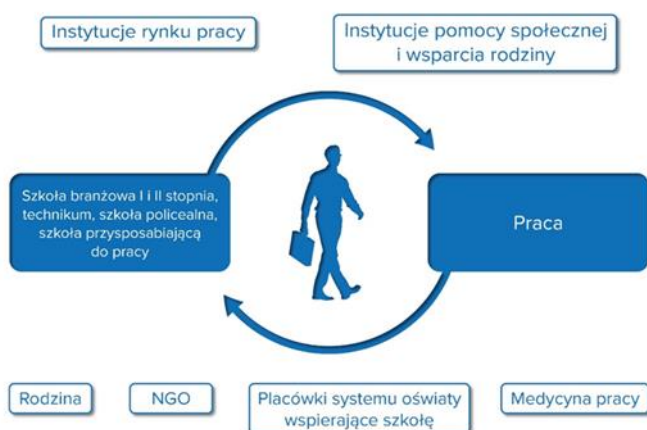 Instytucje rynku pracy
Instytucje pomocy społecznej
i wsparcia rodziny
Szkoła branżowa I i II stopnia,
technikum, szkoła policealna,
szkoła przysposabiającą
do pracy
Praca
Rodzina
NGO
Placówki systemu oświaty
wspierające szkołę
Medycyna pracy